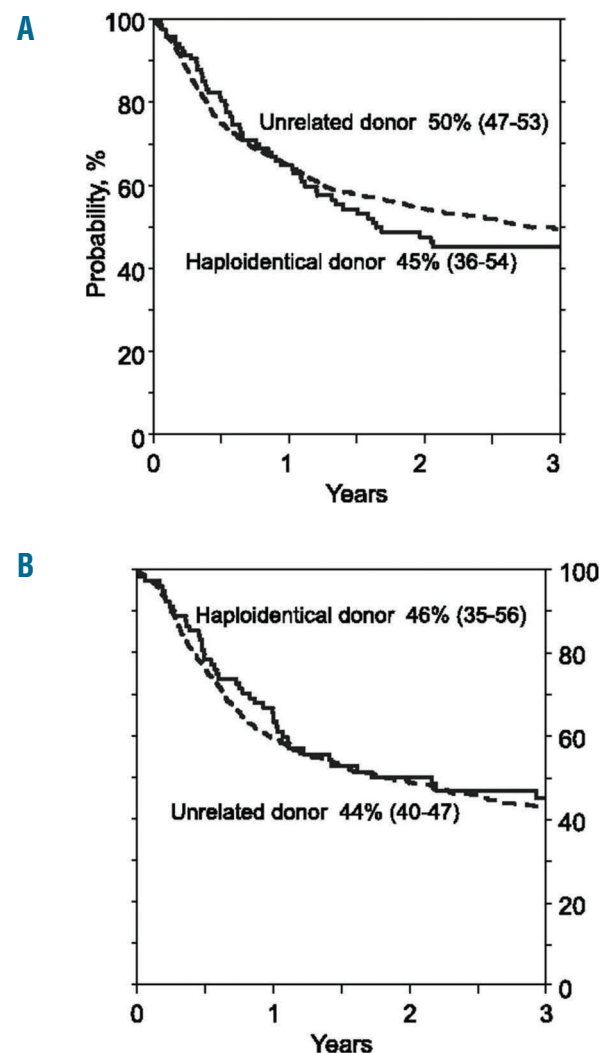 A
100
80
60
40
20
0
Probability, %
Unrelated donor 50% (47-53)
Haploidentical donor 45% (36-54)
0 1 2 3
Years
B
100
80
60
40
20
0
Haploidentical donor 46% (35-56)
Unrelated donor 44% (40-47)
0 1 2 3
Years